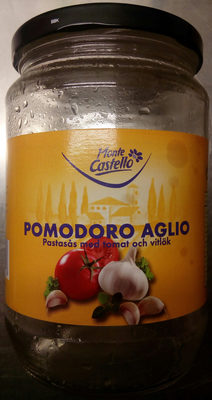 Monte
Castello
POMODORO AGLIO
Pastasås med tomat och vitlök